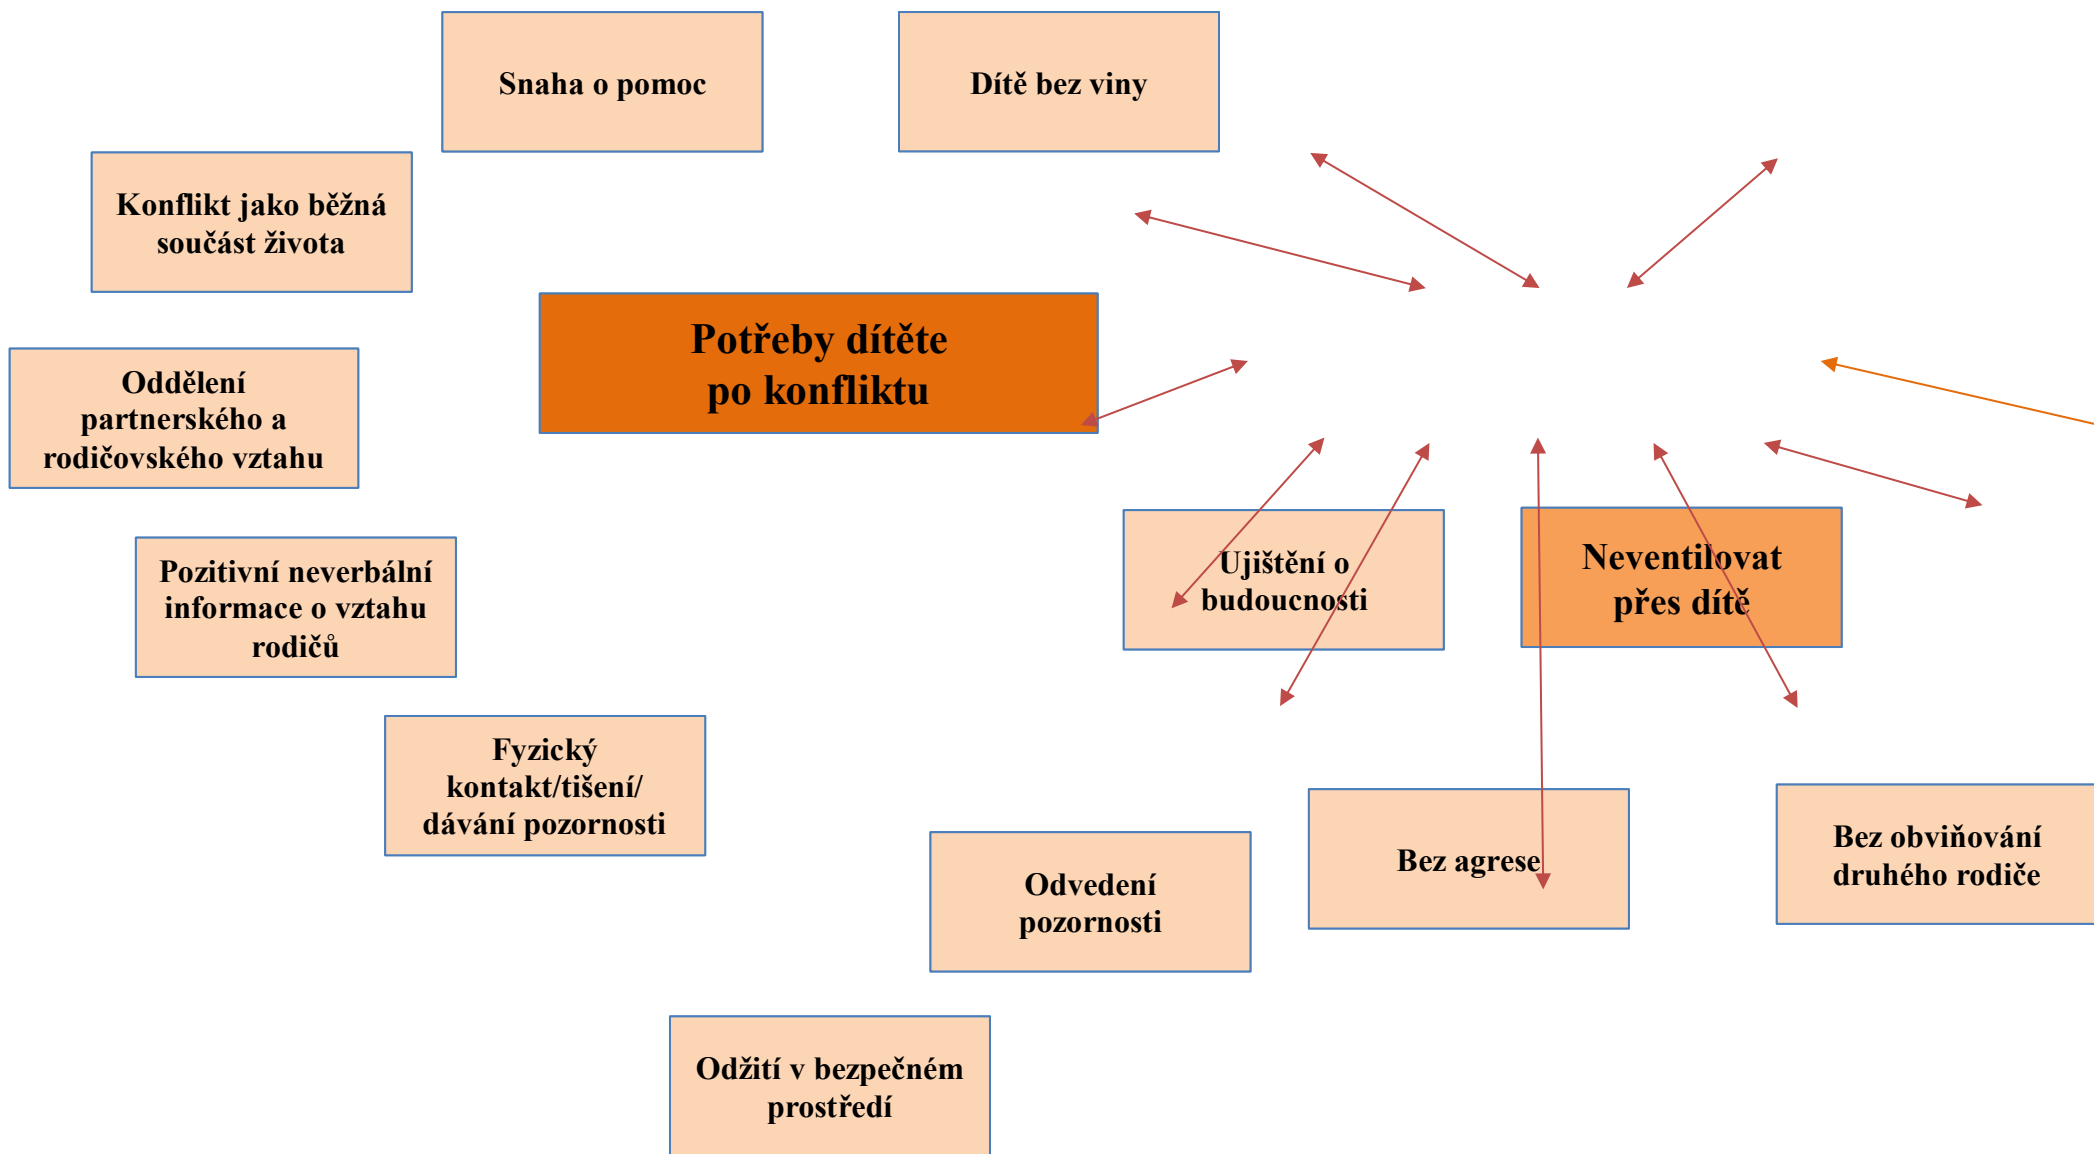 Snaha o pomoc
Dítě bez viny
Konflikt jako běžná
součást života
Potřeby dítěte
po konfliktu
Oddělení
partnerského a
rodičovského vztahu
Ujištění o
budoucnosti
Neventilovat
přes dítě
Pozitivní neverbální
informace o vztahu
rodičů
Fyzický
kontakt/tišení/
dávání pozornosti
Odvedení
pozornosti
Bez agrese
Bez obviňování
druhého rodiče
Odžití v bezpečném
prostředí